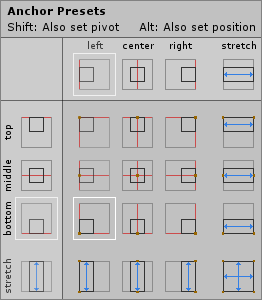 Anchor Presets
Shift: Also set pivot Alt: Also set position
left center right stretch
top
middle
bottom
stretch